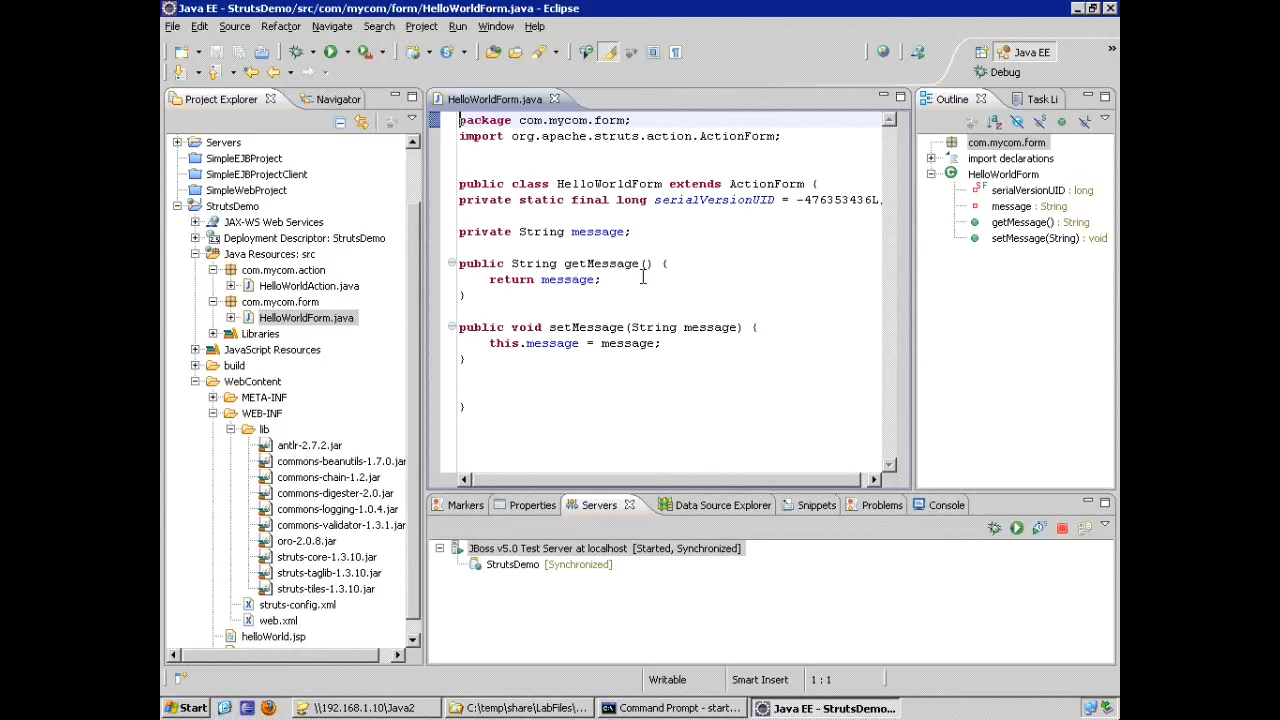 Java EE - StrutsDemo/src/com/mycom/form/HelloWorldForm.java - Eclipse
File Edit Source Refactor Navigate Search Project Run Window Help
Java EE
Debug
Project Explorer Navigator
Servers
SimpleEJBProject
SimpleEJBProjectClient
SimpleWebProject
StrutsDemo
JAX-WS Web Services
Deployment Descriptor: StrutsDemo
Java Resources: src
com.mycom.action
HelloWorldAction.java
com.mycom.form
HelloWorldForm.java
Libraries
JavaScript Resources
build
WebContent
META-INF
WEB-INF
lib
antlr-2.7.2.jar
commons-beanutils-1.7.0.jar
commons-chain-1.2.jar
commons-digester-2.0.jar
commons-logging-1.0.4.jar
commons-validator-1.3.1.jar
oro-2.0.8.jar
struts-core-1.3.10.jar
struts-taglib-1.3.10.jar
struts-tiles-1.3.10.jar
struts-config.xml
web.xml
helloWorld.jsp
HelloWorldForm.java
package com.mycom.form;
import org.apache.struts.action.ActionForm;
public class HelloWorldForm extends ActionForm {
private static final long serialVersionUID = -476353436L,
private String message;
public String getMessage() {
return message;
}
public void setMessage(String message) {
this.message = message;
}
}
Outline Task Li
com.mycom.form
import declarations
HelloWorldForm
serialVersionUID : long
message : String
getMessage() : String
setMessage(String) : void
Markers Properties Servers Data Source Explorer Snippets Problems Console
JBoss v5.0 Test Server at localhost [Started, Synchronized]
StrutsDemo [Synchronized]
Writable Smart Insert 1 : 1
Start \\192.168.1.10\Java2 C:\temp\share\LabFiles\... Command Prompt - start... Java EE - StrutsDemo...